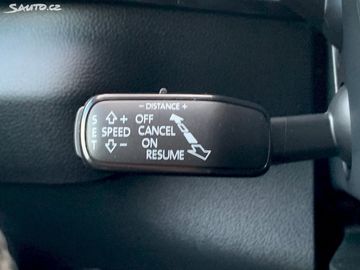 SAUTO.CZ
− DISTANCE +
S + OFF
E SPEED CANCEL
T − ON
RESUME